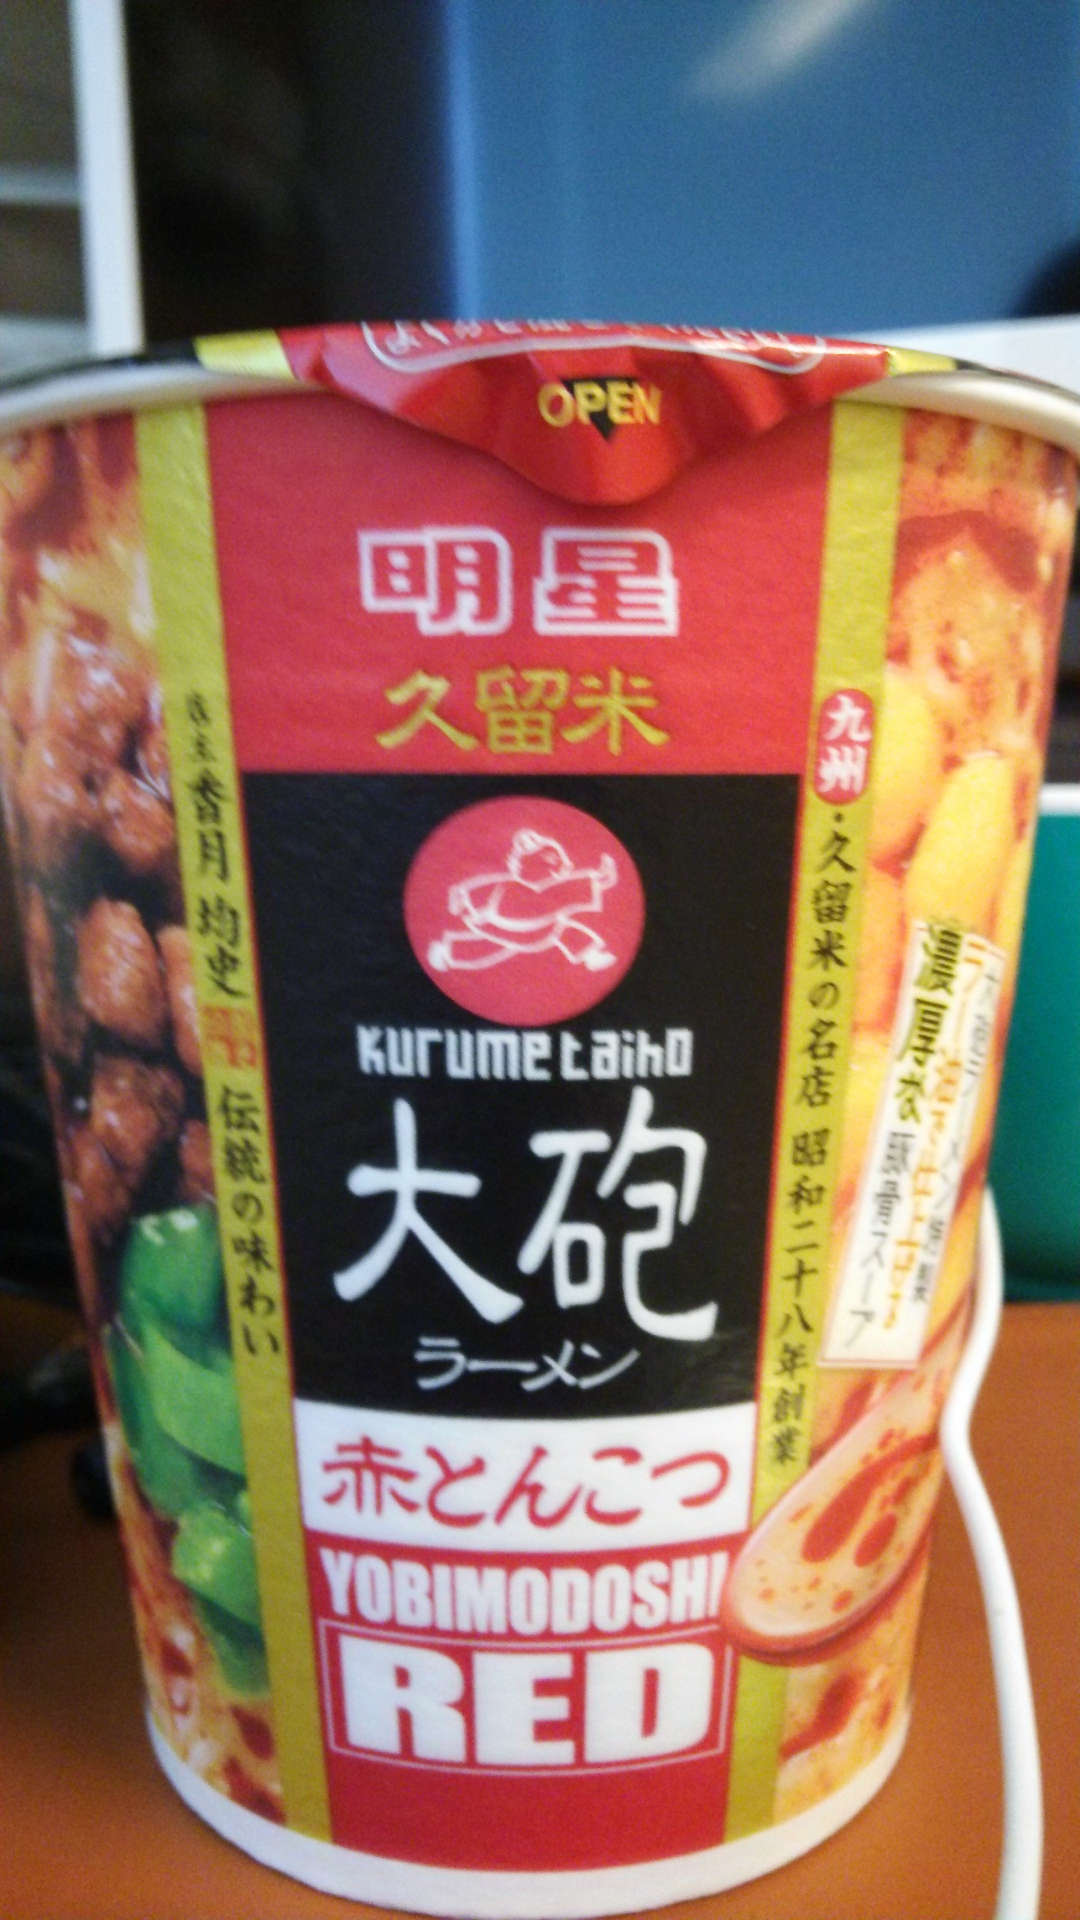 OPEN
明星
久留米
Kurume taiho
大砲
ラーメン
赤とんこつ
YOBIMODOSHI
RED
店主 香月 均史
伝統の味わい
九州・久留米の名店 昭和二十八年創業
濃厚な豚骨スープ